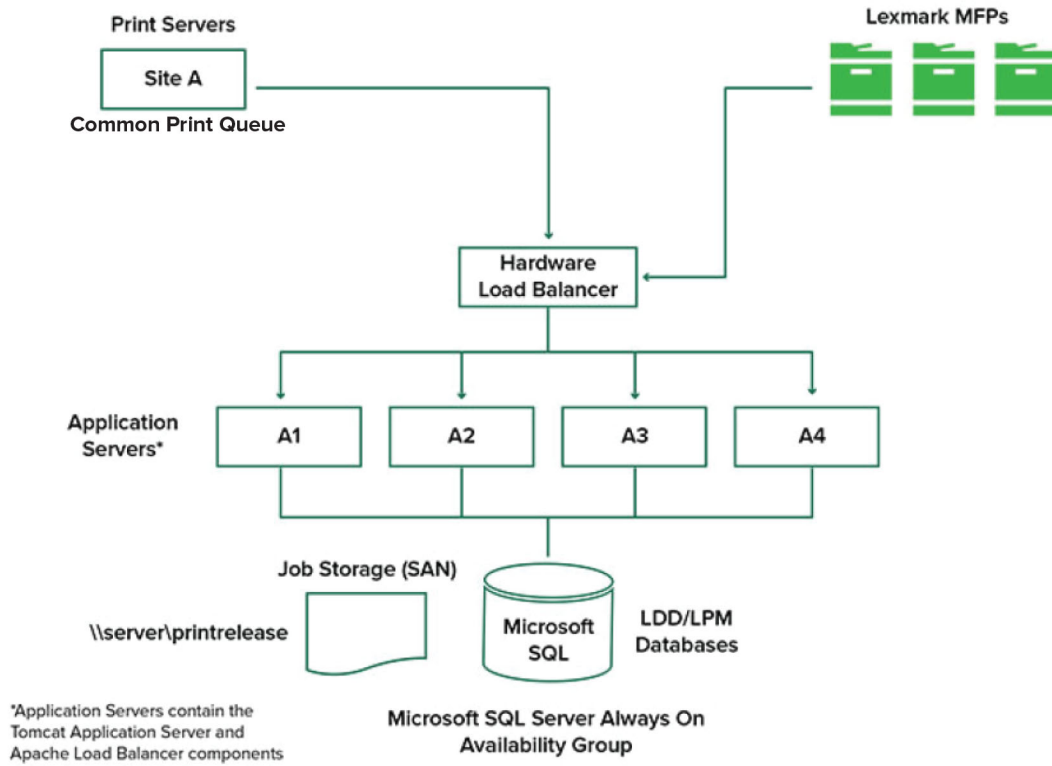 Print Servers
Lexmark MFPs
Site A
Common Print Queue
Hardware
Load Balancer
Application
Servers*
A1
A2
A3
A4
Job Storage (SAN)
\\server\printrelease
Microsoft
SQL
LDD/LPM
Databases
Microsoft SQL Server Always On
Availability Group
*Application Servers contain the
Tomcat Application Server and
Apache Load Balancer components